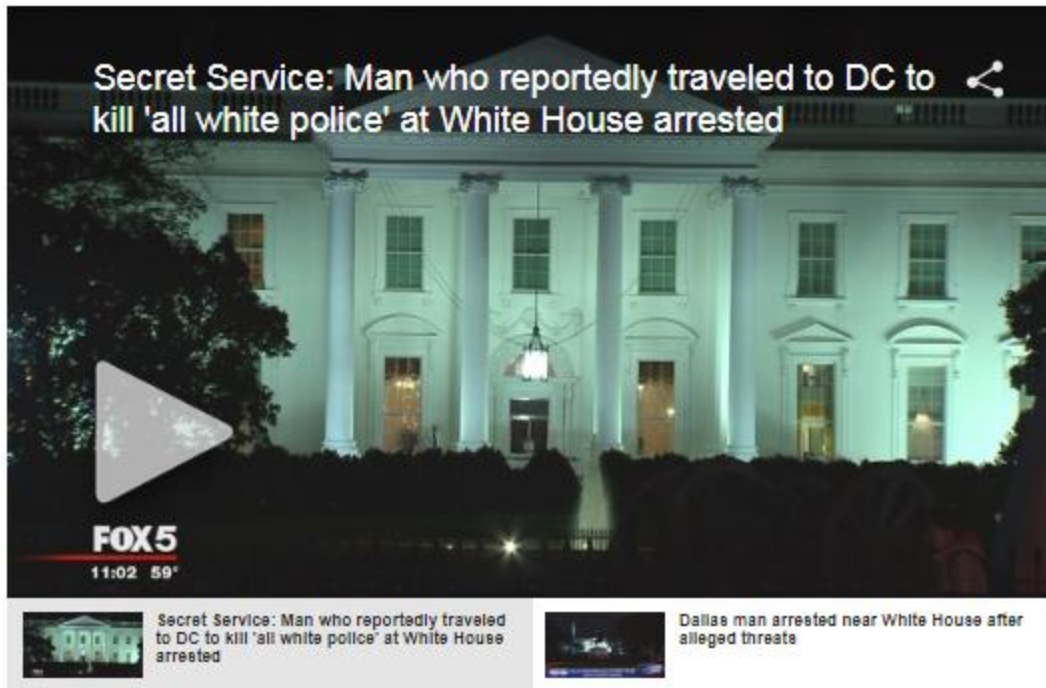 Secret Service: Man who reportedly traveled to DC to
kill 'all white police' at White House arrested
FOX 5
11:02 59°
Secret Service: Man who reportedly traveled
to DC to kill 'all white police' at White House
arrested
Dallas man arrested near White House after
alleged threats